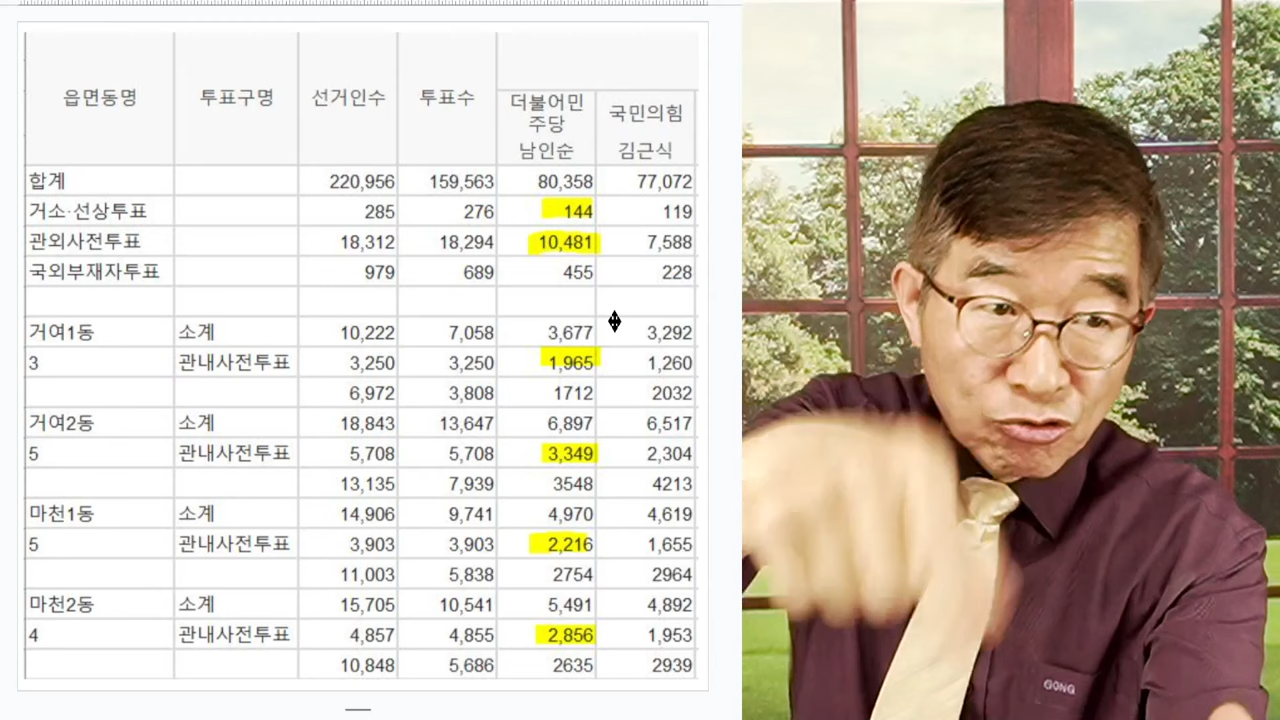 읍면동명 투표구명 선거인수 투표수 더불어민주당 남인순 국민의힘 김근식
합계 220,956 159,563 80,358 77,072
거소·선상투표 285 276 144 119
관외사전투표 18,312 18,294 10,481 7,588
국외부재자투표 979 689 455 228
거여1동 소계 10,222 7,058 3,677 3,292
3 관내사전투표 3,250 3,250 1,965 1,260
6,972 3,808 1712 2032
거여2동 소계 18,843 13,647 6,897 6,517
5 관내사전투표 5,708 5,708 3,349 2,304
13,135 7,939 3548 4213
마천1동 소계 14,906 9,741 4,970 4,619
5 관내사전투표 3,903 3,903 2,216 1,655
11,003 5,838 2754 2964
마천2동 소계 15,705 10,541 5,491 4,892
4 관내사전투표 4,857 4,855 2,856 1,953
10,848 5,686 2635 2939
GONG